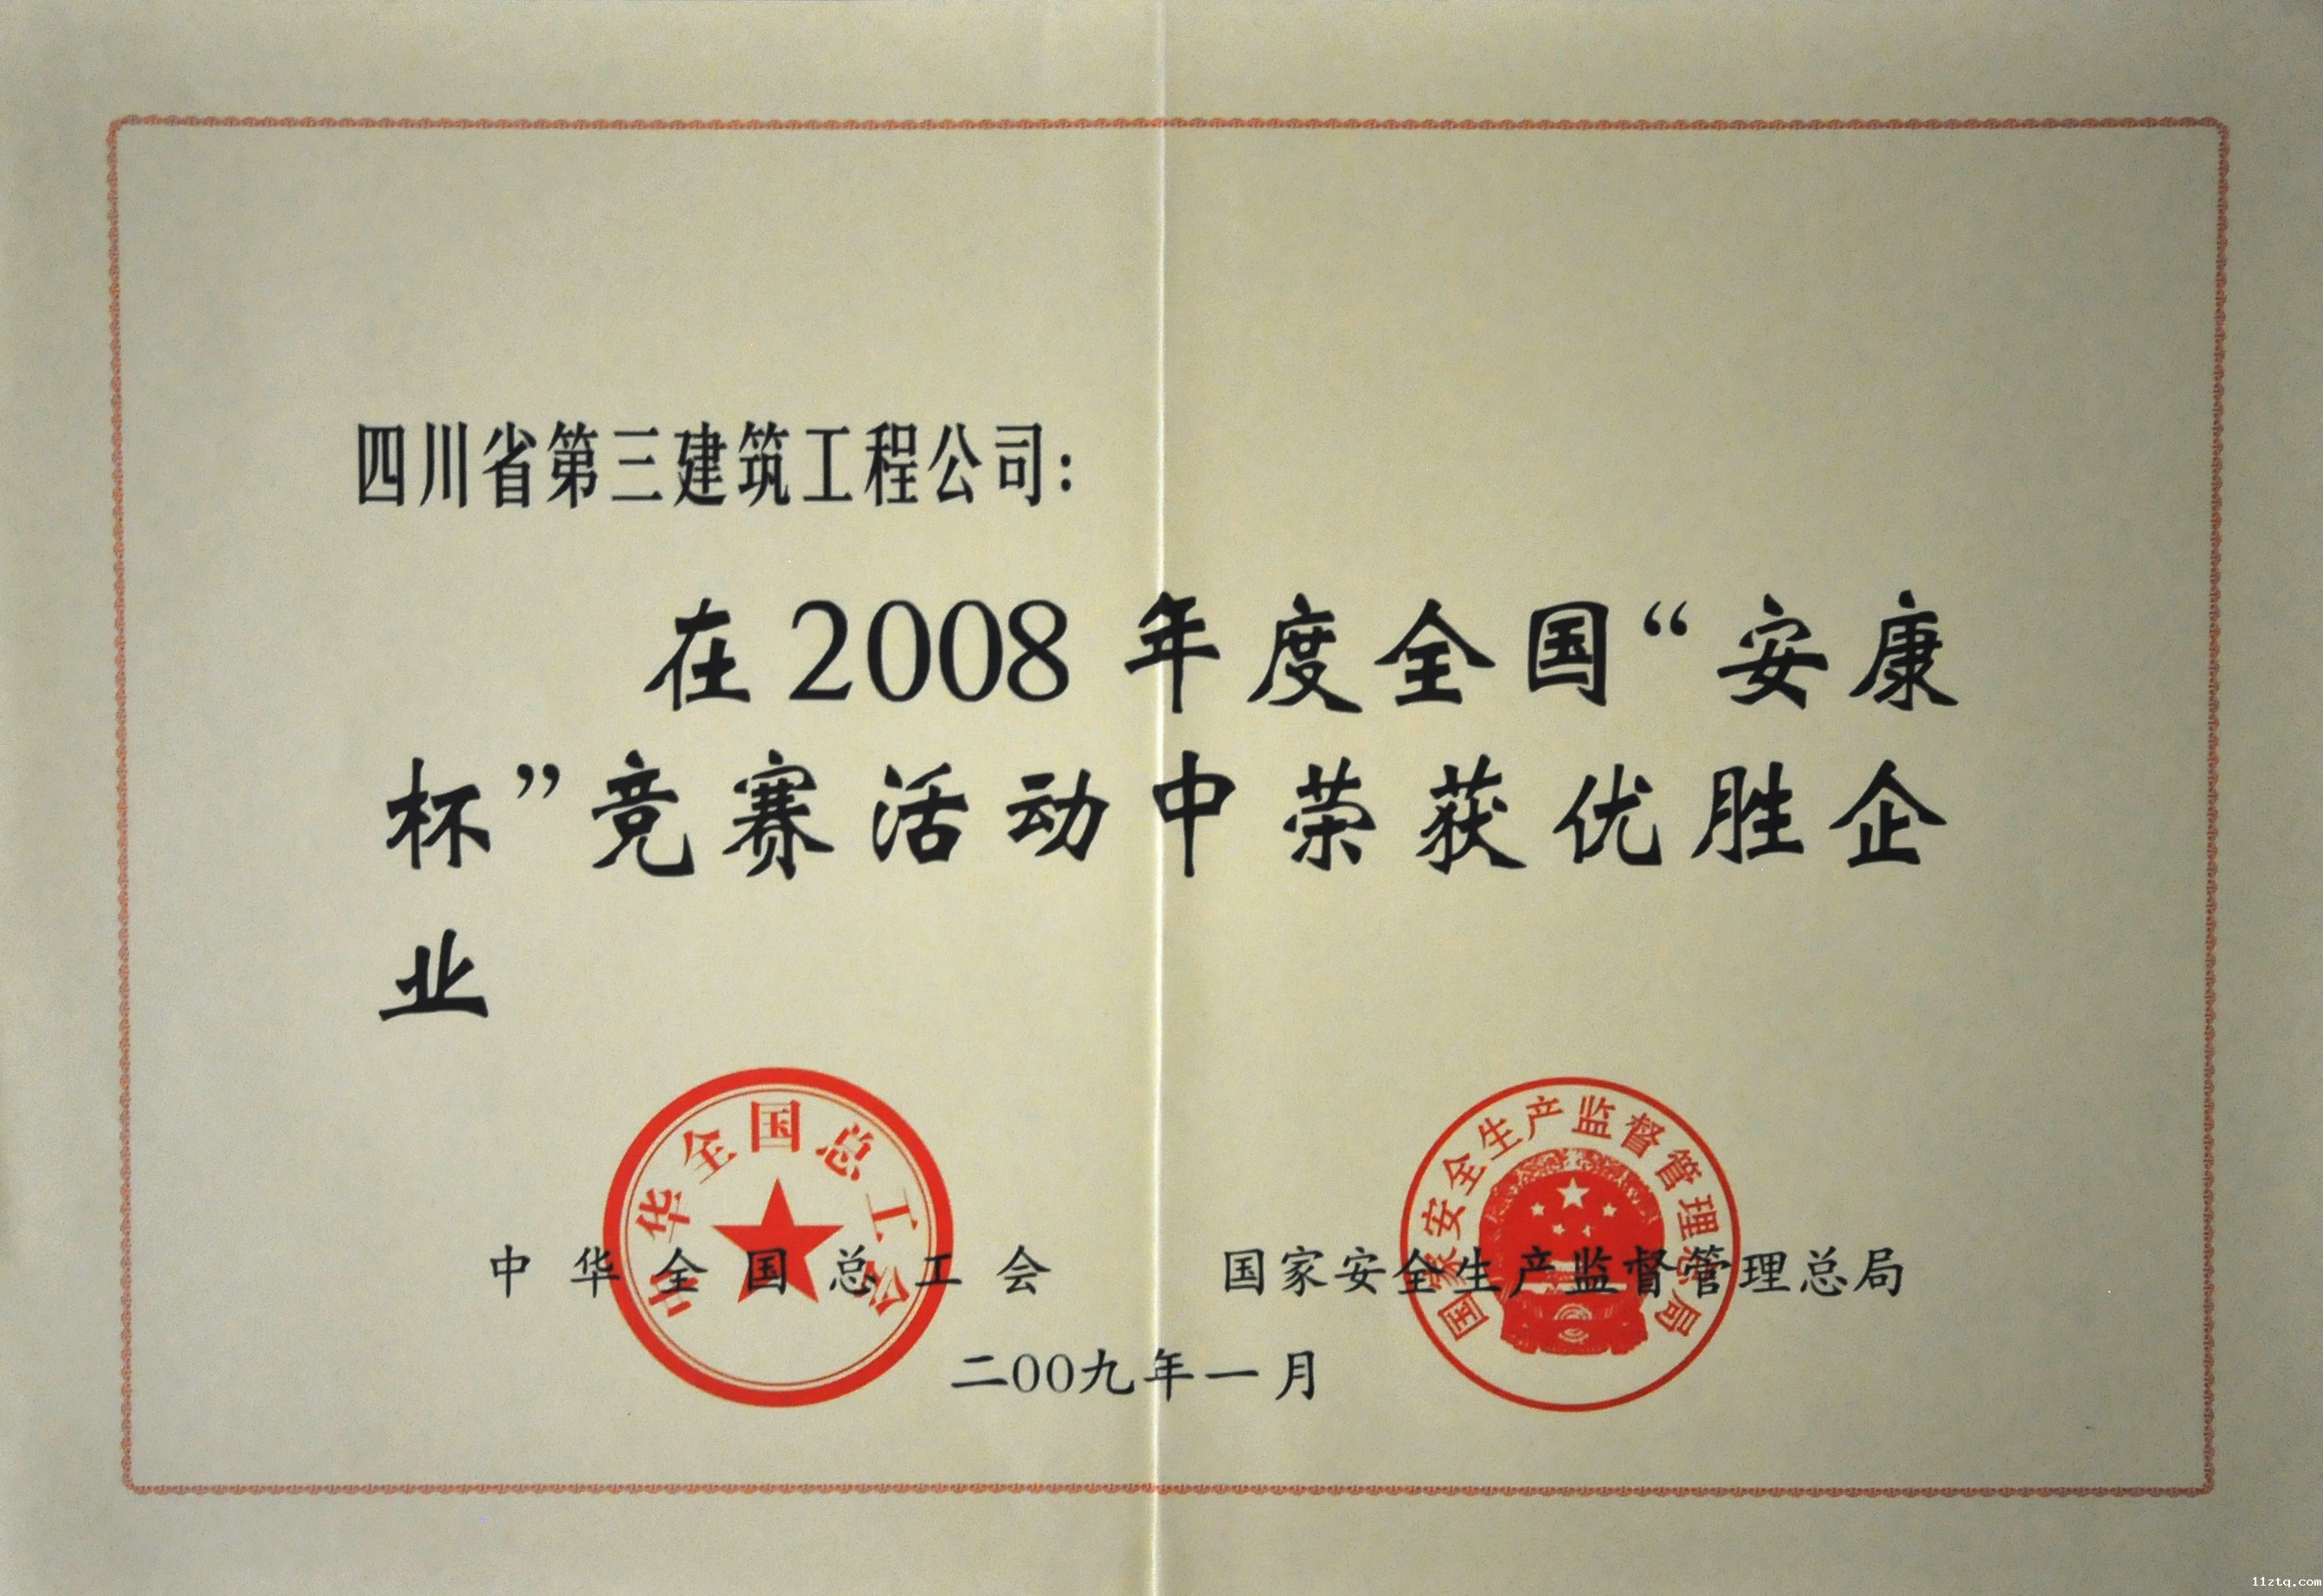 四川省第三建筑工程公司：
在2008年度全国“安康
杯”竞赛活动中荣获优胜企
业
中华全国总工会
国家安全生产监督管理总局
中华全国总工会
国家安全生产监督管理总局
二00九年一月
11ztq.com